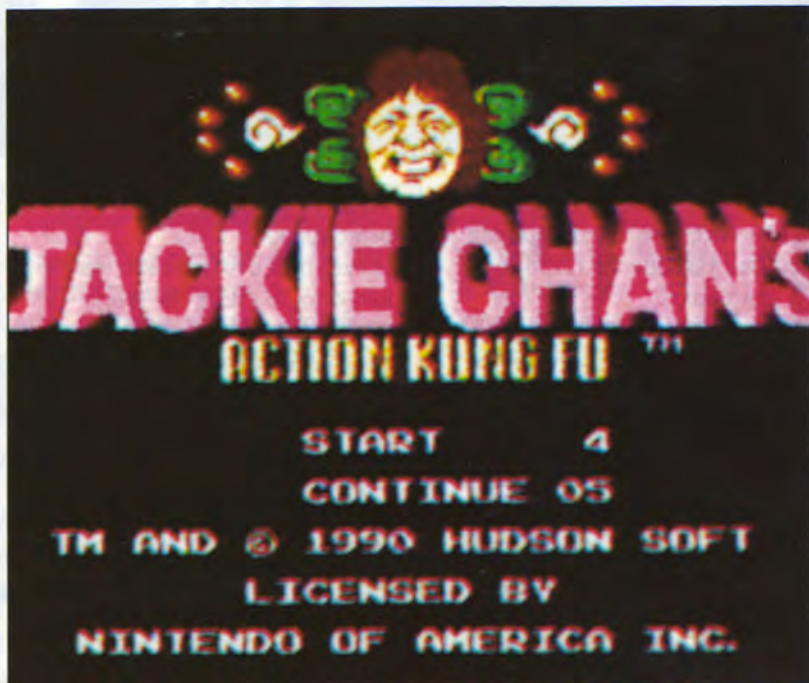 JACKIE CHAN's
ACTION KUNG FU TM
START 4
CONTINUE 05
TM AND © 1990 HUDSON SOFT
LICENSED BY
NINTENDO OF AMERICA INC.